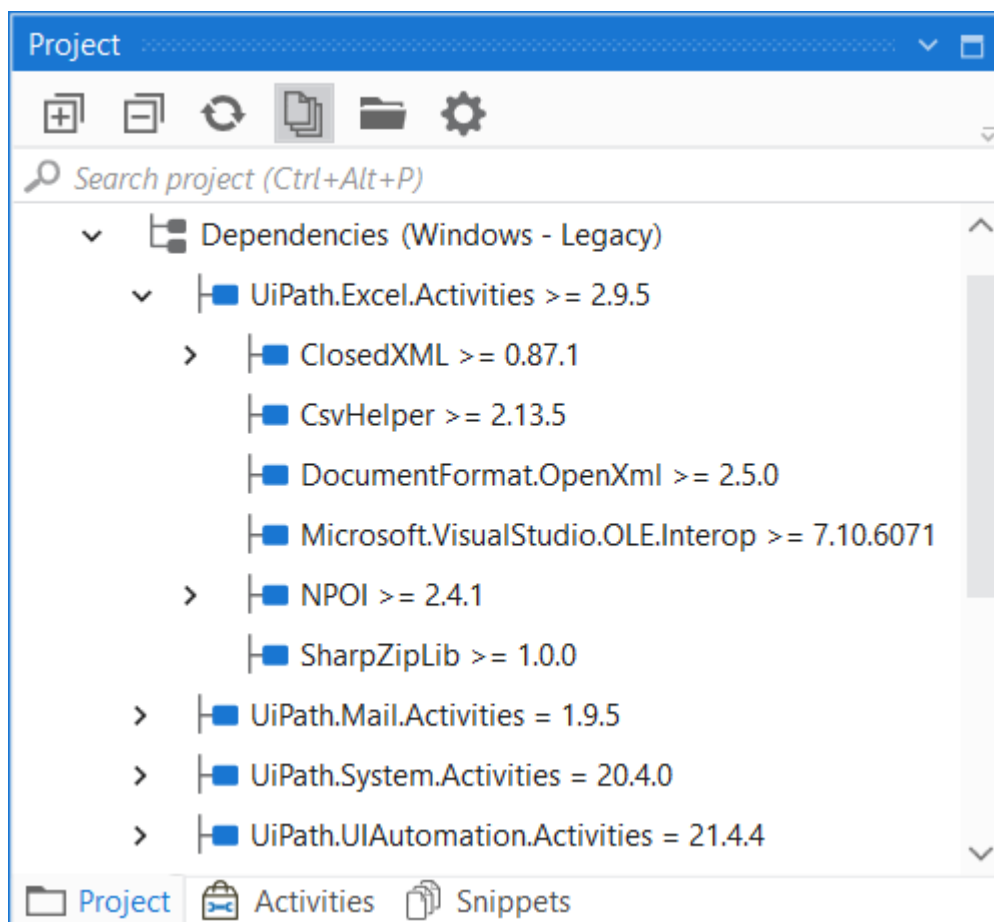 Project
Search project (Ctrl+Alt+P)
Dependencies (Windows - Legacy)
UiPath.Excel.Activities >= 2.9.5
ClosedXML >= 0.87.1
CsvHelper >= 2.13.5
DocumentFormat.OpenXml >= 2.5.0
Microsoft.VisualStudio.OLE.Interop >= 7.10.6071
NPOI >= 2.4.1
SharpZipLib >= 1.0.0
UiPath.Mail.Activities = 1.9.5
UiPath.System.Activities = 20.4.0
UiPath.UIAutomation.Activities = 21.4.4
Project Activities Snippets